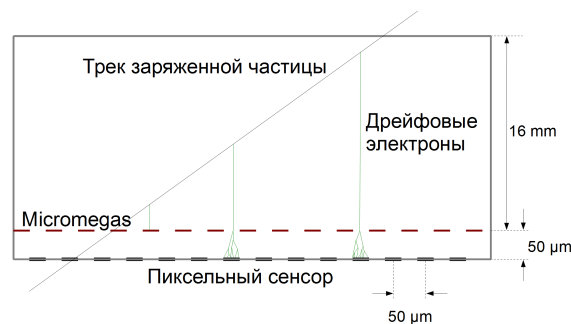 Трек заряженной частицы
Дрейфовые
электроны
16 mm
Micromegas
50 µm
Пиксельный сенсор
50 µm